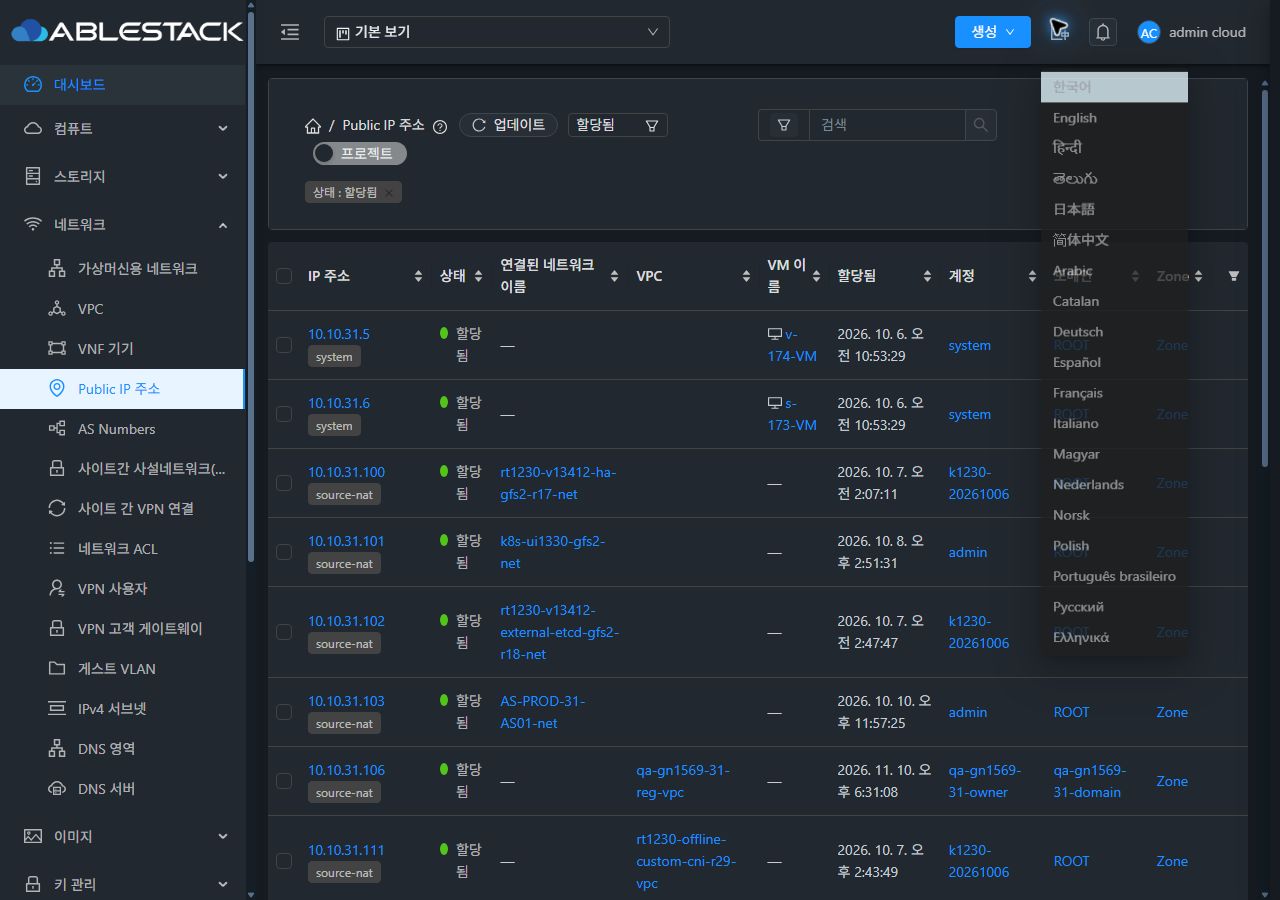 ABLESTACK
기본 보기
생성
AC
admin cloud
대시보드
컴퓨트
스토리지
네트워크
가상머신용 네트워크
VPC
VNF 기기
Public IP 주소
AS Numbers
사이트간 사설네트워크(...
사이트 간 VPN 연결
네트워크 ACL
VPN 사용자
VPN 고객 게이트웨이
게스트 VLAN
IPv4 서브넷
DNS 영역
DNS 서버
이미지
키 관리
/ Public IP 주소
업데이트
할당됨
검색
프로젝트
상태 : 할당됨
한국어
English
हिन्दी
తెలుగు
日本語
简体中文
Arabic
Catalan
Deutsch
Español
Français
Italiano
Magyar
Nederlands
Norsk
Polish
Português brasileiro
Русский
Ελληνικά
IP 주소
상태
연결된 네트워크
이름
VPC
VM 이
름
할당됨
계정
Zone
10.10.31.5
system
할당
됨
—
v-
174-VM
2026. 10. 6. 오
전 10:53:29
system
ROOT
Zone
10.10.31.6
system
할당
됨
—
s-
173-VM
2026. 10. 6. 오
전 10:53:29
system
ROOT
Zone
10.10.31.100
source-nat
할당
됨
rt1230-v13412-ha-
gfs2-r17-net
—
2026. 10. 7. 오
전 2:07:11
k1230-
20261006
Zone
10.10.31.101
source-nat
할당
됨
k8s-ui1330-gfs2-
net
—
2026. 10. 8. 오
후 2:51:31
admin
ROOT
Zone
10.10.31.102
source-nat
할당
됨
rt1230-v13412-
external-etcd-gfs2-
r18-net
—
2026. 10. 7. 오
전 2:47:47
k1230-
20261006
ROOT
Zone
10.10.31.103
source-nat
할당
됨
AS-PROD-31-
AS01-net
—
2026. 10. 10. 오
후 11:57:25
admin
ROOT
Zone
10.10.31.106
source-nat
할당
됨
—
qa-gn1569-31-
reg-vpc
—
2026. 11. 10. 오
후 6:31:08
qa-gn1569-
31-owner
qa-gn1569-
31-domain
Zone
10.10.31.111
source-nat
할당
됨
—
rt1230-offline-
custom-cni-r29-
vpc
—
2026. 10. 7. 오
후 2:43:49
k1230-
20261006
ROOT
Zone